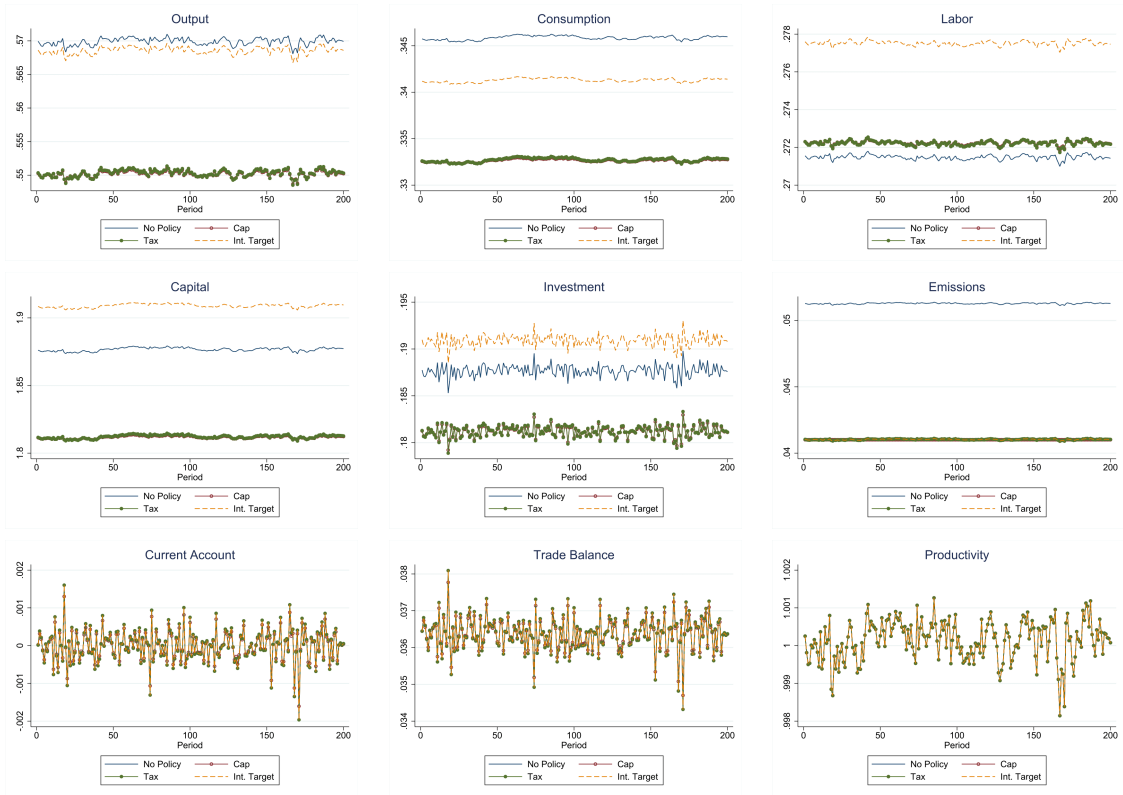 Output
.57
.565
.56
.555
.55
0 50 100 150 200
Period
No Policy Cap
Tax Int. Target
Consumption
.345
.34
.335
.33
0 50 100 150 200
Period
No Policy Cap
Tax Int. Target
Labor
.278
.276
.274
.272
.27
0 50 100 150 200
Period
No Policy Cap
Tax Int. Target
Capital
1.9
1.85
1.8
0 50 100 150 200
Period
No Policy Cap
Tax Int. Target
Investment
.195
.19
.185
.18
0 50 100 150 200
Period
No Policy Cap
Tax Int. Target
Emissions
.05
.045
.04
0 50 100 150 200
Period
No Policy Cap
Tax Int. Target
Current Account
.002
.001
0
-.001
-.002
0 50 100 150 200
Period
No Policy Cap
Tax Int. Target
Trade Balance
.038
.037
.036
.035
.034
0 50 100 150 200
Period
No Policy Cap
Tax Int. Target
Productivity
1.002
1.001
1
.999
.998
0 50 100 150 200
Period
No Policy Cap
Tax Int. Target